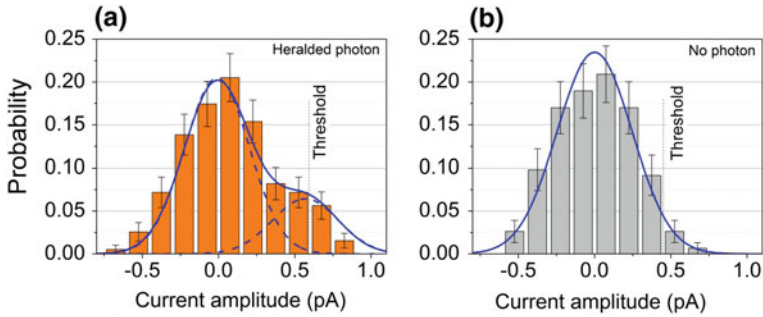 (a)
Heralded photon
Threshold
Probability
0.25
0.20
0.15
0.10
0.05
0.00
-0.5
0.0
0.5
1.0
Current amplitude (pA)
(b)
No photon
Threshold
0.25
0.20
0.15
0.10
0.05
0.00
-0.5
0.0
0.5
1.0
Current amplitude (pA)